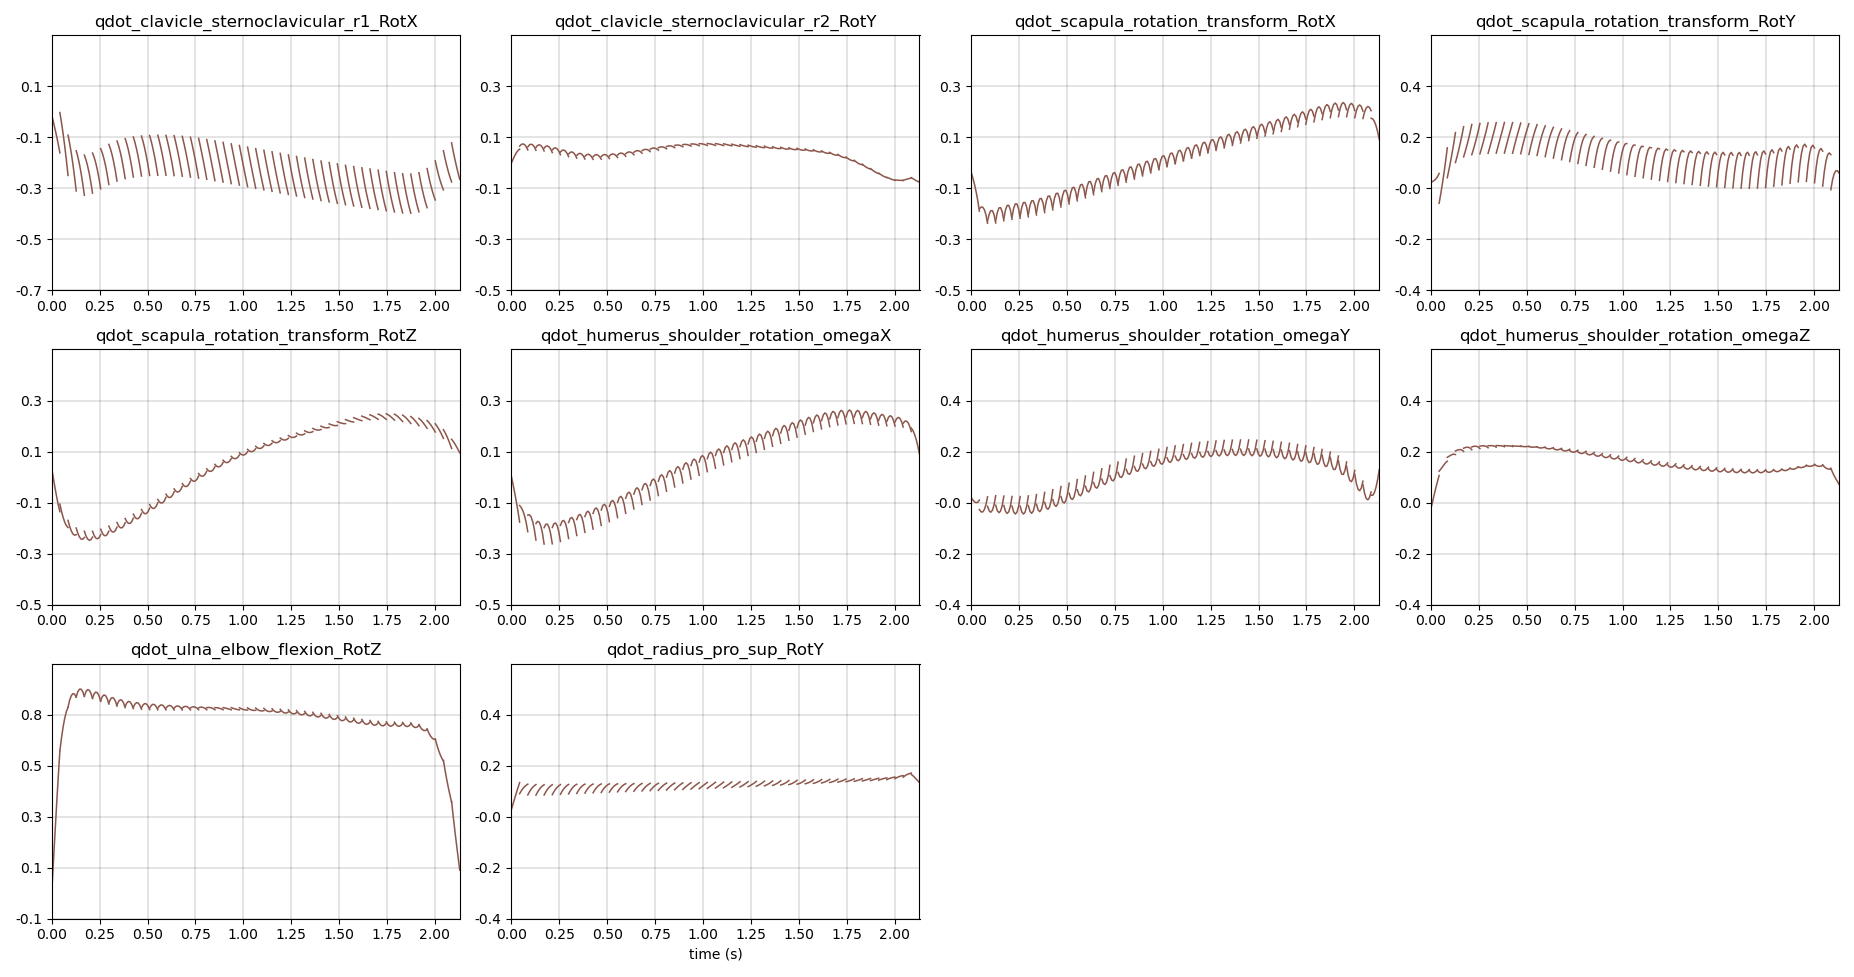 qdot_clavicle_sternoclavicular_r1_RotX
0.1
-0.1
-0.3
-0.5
-0.7
0.00 0.25 0.50 0.75 1.00 1.25 1.50 1.75 2.00
qdot_clavicle_sternoclavicular_r2_RotY
0.3
0.1
-0.1
-0.3
-0.5
0.00 0.25 0.50 0.75 1.00 1.25 1.50 1.75 2.00
qdot_scapula_rotation_transform_RotX
0.3
0.1
-0.1
-0.3
-0.5
0.00 0.25 0.50 0.75 1.00 1.25 1.50 1.75 2.00
qdot_scapula_rotation_transform_RotY
0.4
0.2
-0.0
-0.2
-0.4
0.00 0.25 0.50 0.75 1.00 1.25 1.50 1.75 2.00
qdot_scapula_rotation_transform_RotZ
0.3
0.1
-0.1
-0.3
-0.5
0.00 0.25 0.50 0.75 1.00 1.25 1.50 1.75 2.00
qdot_humerus_shoulder_rotation_omegaX
0.3
0.1
-0.1
-0.3
-0.5
0.00 0.25 0.50 0.75 1.00 1.25 1.50 1.75 2.00
qdot_humerus_shoulder_rotation_omegaY
0.4
0.2
-0.0
-0.2
-0.4
0.00 0.25 0.50 0.75 1.00 1.25 1.50 1.75 2.00
qdot_humerus_shoulder_rotation_omegaZ
0.4
0.2
0.0
-0.2
-0.4
0.00 0.25 0.50 0.75 1.00 1.25 1.50 1.75 2.00
qdot_ulna_elbow_flexion_RotZ
0.8
0.5
0.3
0.1
-0.1
0.00 0.25 0.50 0.75 1.00 1.25 1.50 1.75 2.00
qdot_radius_pro_sup_RotY
0.4
0.2
-0.0
-0.2
-0.4
0.00 0.25 0.50 0.75 1.00 1.25 1.50 1.75 2.00
time (s)